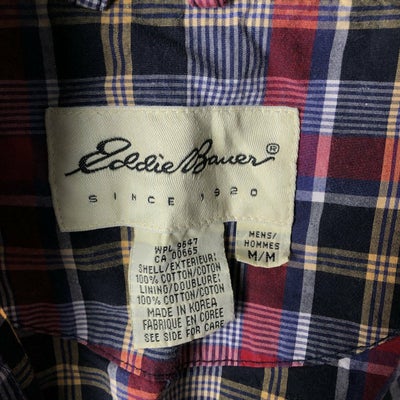 Eddie Bauer®
SINCE 1920
MENS/
HOMMES
M/M
WPL 9647
CA 00665
SHELL/EXTERIEUR:
100% COTTON/COTON
LINING/DOUBLURE:
100% COTTON/COTON
MADE IN KOREA
FABRIQUE EN COREE
SEE SIDE FOR CARE